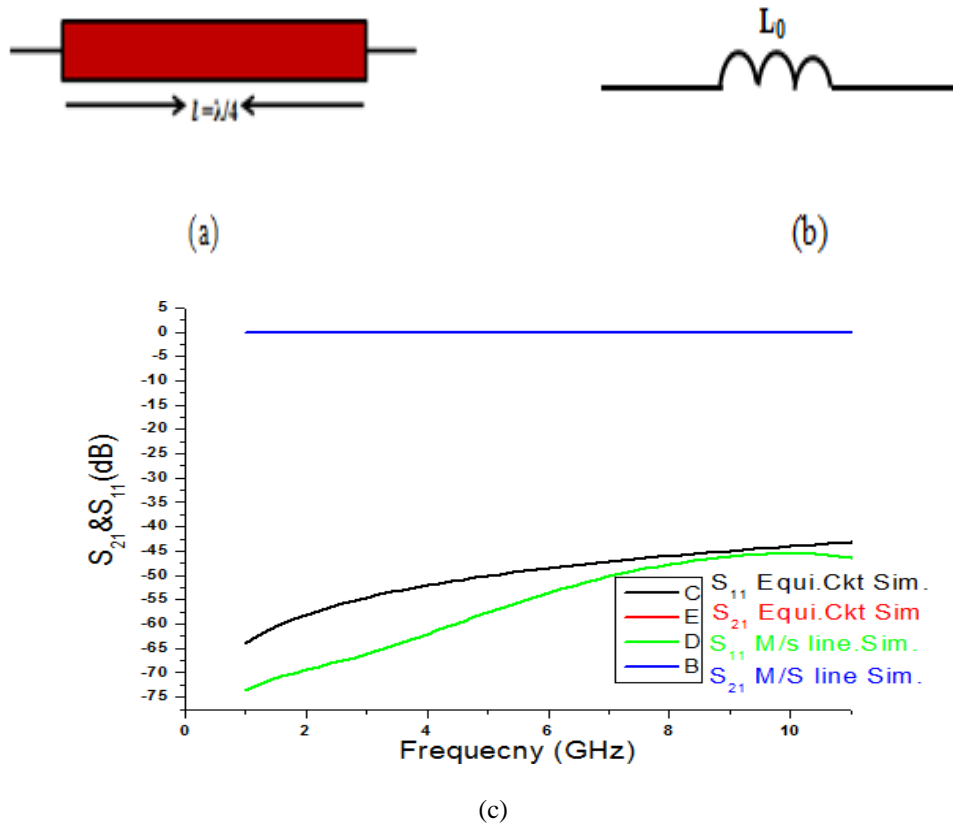 L₀
l=λ/4
(a)
(b)
5
0
-5
-10
-15
-20
-25
-30
-35
-40
-45
-50
-55
-60
-65
-70
-75
S₂₁&S₁₁(dB)
C S₁₁ Equi.Ckt Sim.
E S₂₁ Equi.Ckt Sim
D S₁₁ M/s line.Sim.
B S₂₁ M/S line Sim.
0 2 4 6 8 10
Frequecny (GHz)
(c)